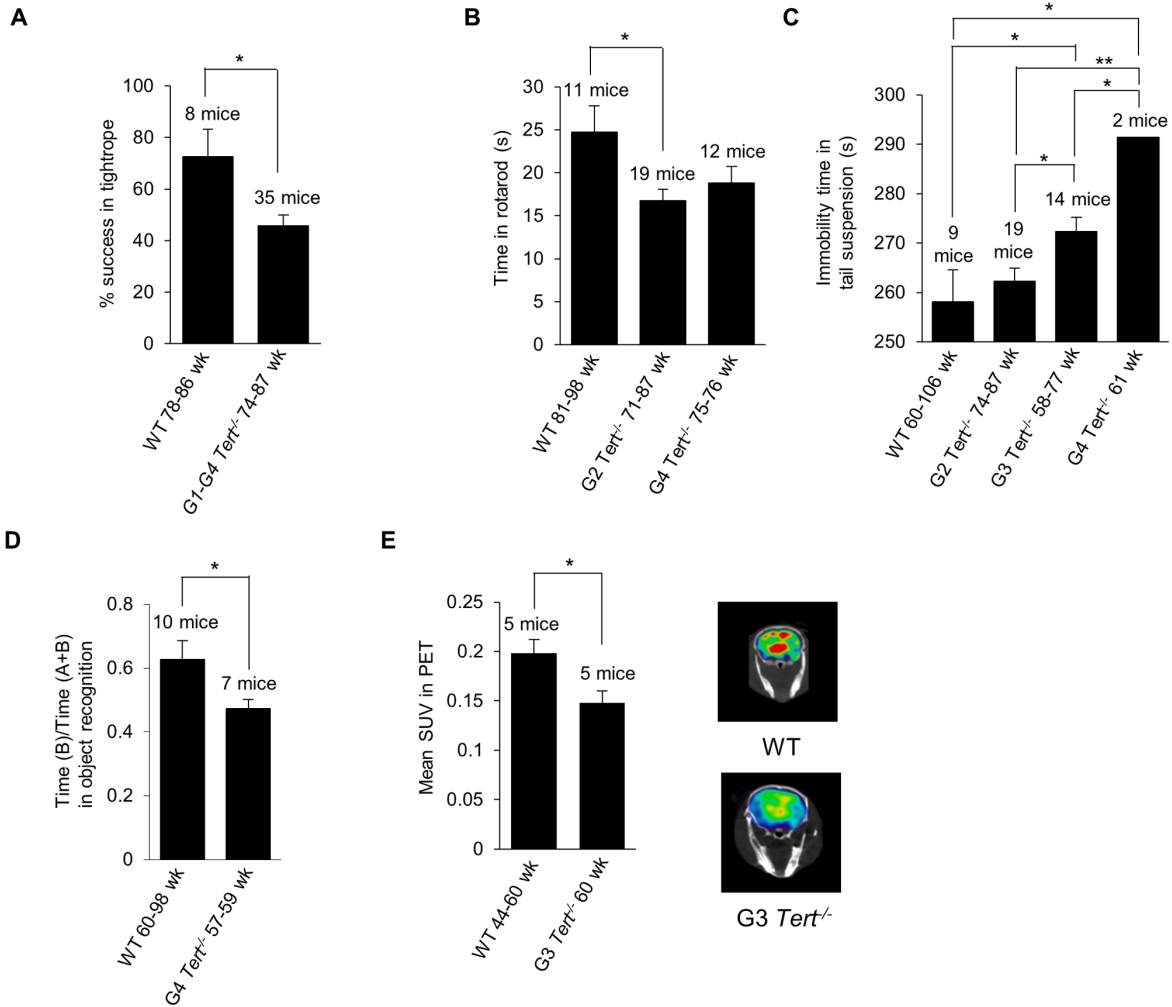 A
% success in tightrope
100
80
60
40
20
0
*
8 mice
35 mice
WT 78-86 wk
G1-G4 Tert-/- 74-87 wk
B
Time in rotarod (s)
30
25
20
15
10
5
0
*
11 mice
19 mice
12 mice
WT 81-98 wk
G2 Tert-/- 71-87 wk
G4 Tert-/- 75-76 wk
C
Immobility time in
tail suspension (s)
300
290
280
270
260
250
*
*
**
*
*
9
mice
19
mice
14 mice
2 mice
WT 60-106 wk
G2 Tert-/- 74-87 wk
G3 Tert-/- 58-77 wk
G4 Tert-/- 61 wk
D
Time (B)/Time (A+B)
in object recognition
0.8
0.6
0.4
0.2
0
*
10 mice
7 mice
WT 60-98 wk
G4 Tert-/- 57-59 wk
E
Mean SUV in PET
0.25
0.2
0.15
0.1
0.05
0
*
5 mice
5 mice
WT 44-60 wk
G3 Tert-/- 60 wk
WT
G3 Tert-/-